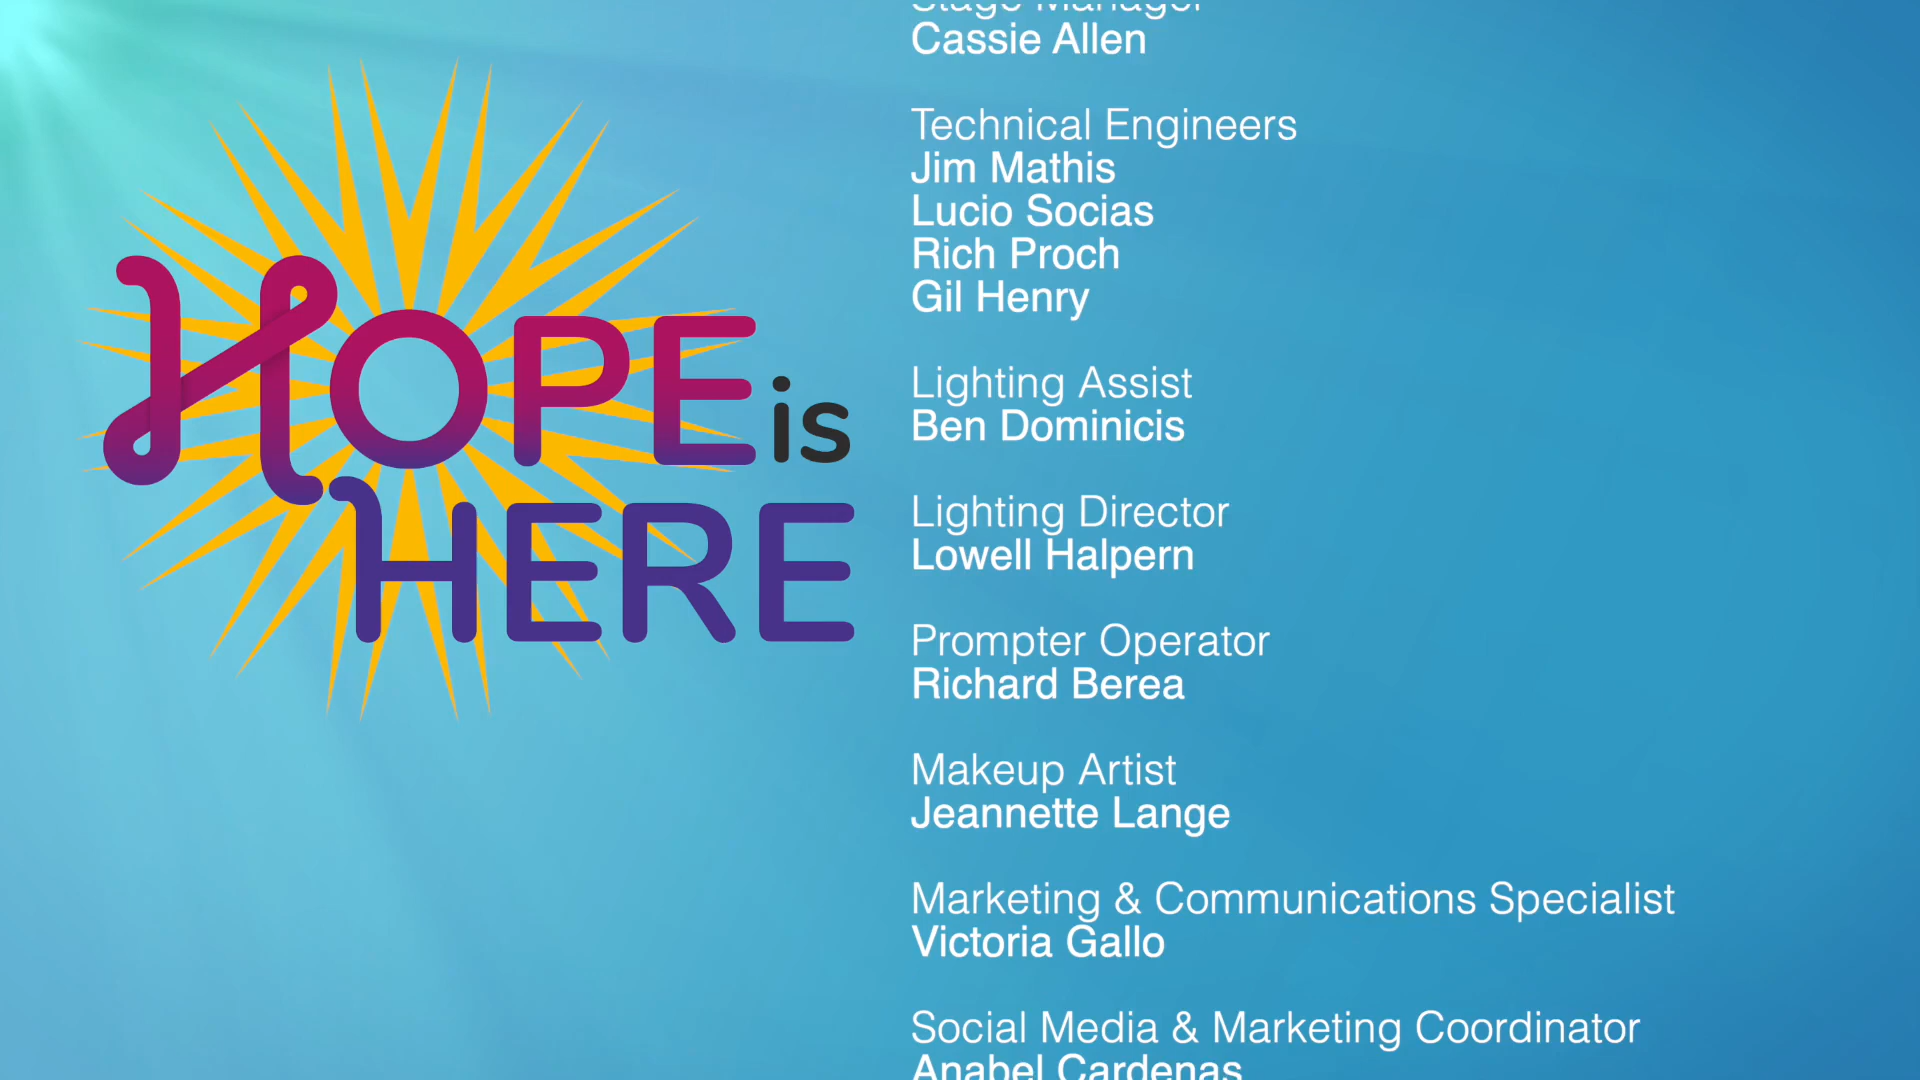 HOPE is
HERE
Stage Manager
Cassie Allen
Technical Engineers
Jim Mathis
Lucio Socias
Rich Proch
Gil Henry
Lighting Assist
Ben Dominicis
Lighting Director
Lowell Halpern
Prompter Operator
Richard Berea
Makeup Artist
Jeannette Lange
Marketing & Communications Specialist
Victoria Gallo
Social Media & Marketing Coordinator
Anabel Cardenas